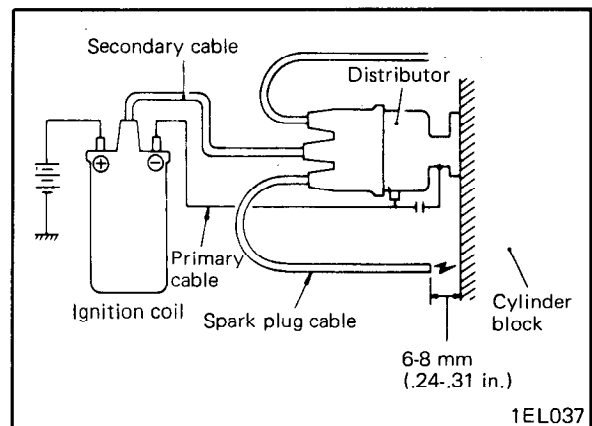 Secondary cable
Distributor
⊕
⊖
Primary
cable
Ignition coil
Spark plug cable
Cylinder
block
6-8 mm
(.24-.31 in.)
1EL037